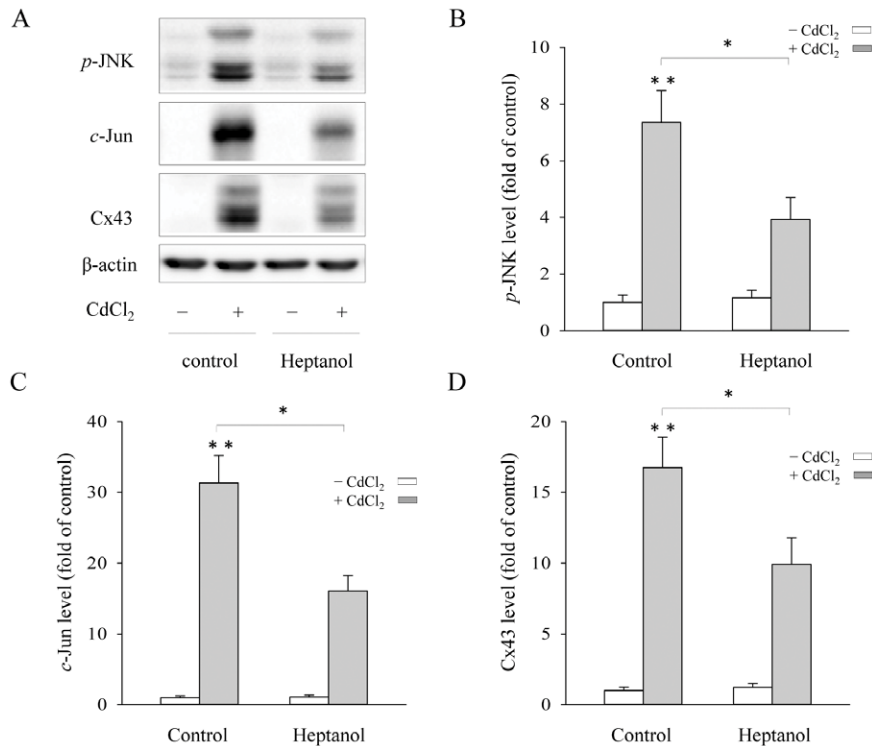 A
p-JNK
c-Jun
Cx43
β-actin
CdCl₂ − + − +
control Heptanol
B
− CdCl₂
+ CdCl₂
*
**
p-JNK level (fold of control)
10
8
6
4
2
0
Control Heptanol
C
*
**
− CdCl₂
+ CdCl₂
c-Jun level (fold of control)
40
30
20
10
0
Control Heptanol
D
*
**
− CdCl₂
+ CdCl₂
Cx43 level (fold of control)
20
15
10
5
0
Control Heptanol